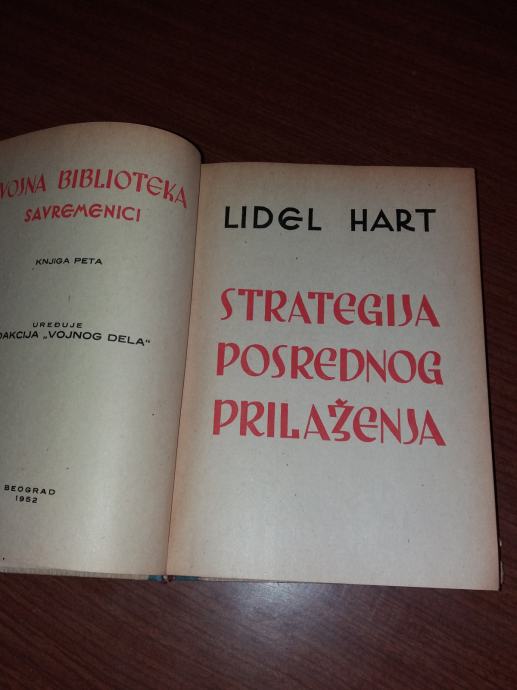 VOJNA BIBLIOTEKA
SAVREMENICI
KNJIGA PETA
UREĐUJE
DAKCIJA „VOJNOG DELA“
BEOGRAD
1952
LIDEL HART
STRATEGIJA
POSREDNOG
PRILAŽENJA